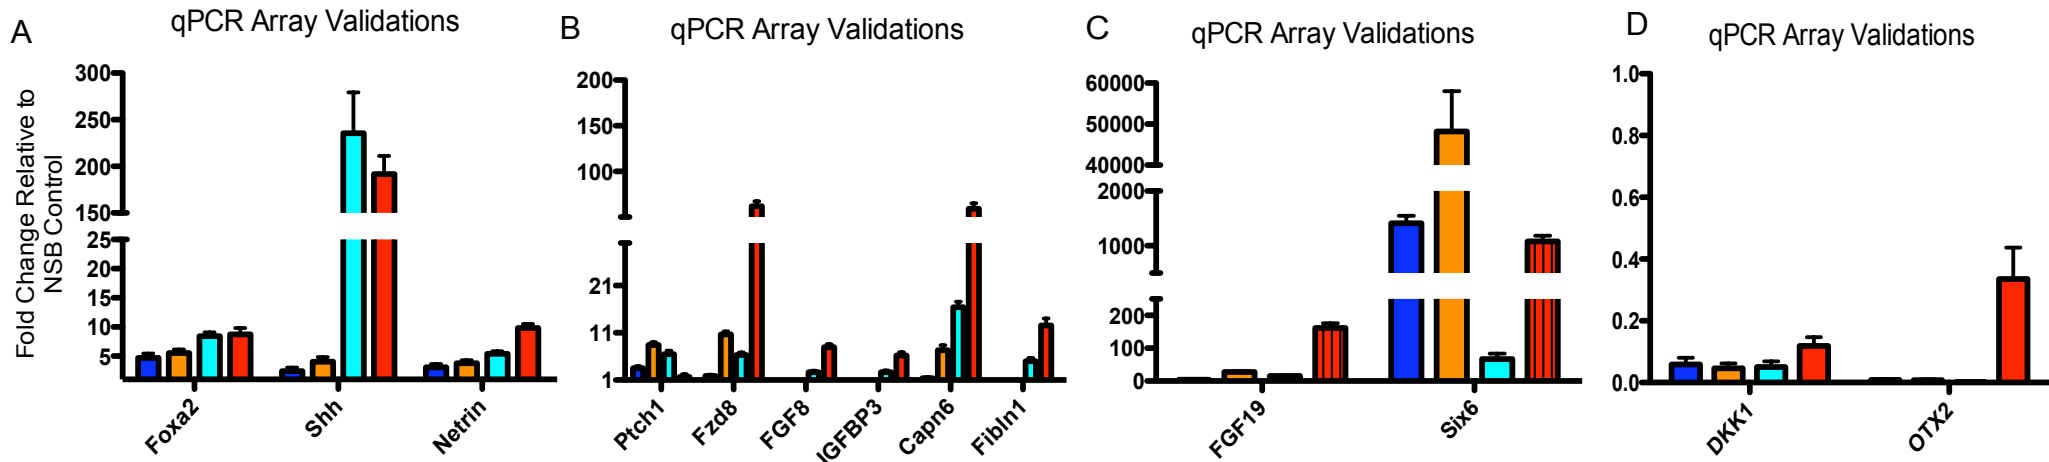 A
qPCR Array Validations
Fold Change Relative to
NSB Control
300
250
200
150
25
20
15
10
5
Foxa2
Shh
Netrin
B
qPCR Array Validations
200
150
100
21
11
1
Ptch1
Fzd8
FGF8
IGFBP3
Capn6
Fibln1
C
qPCR Array Validations
60000
50000
40000
2000
1000
200
100
0
FGF19
Six6
D
qPCR Array Validations
1.0
0.8
0.6
0.4
0.2
0.0
DKK1
OTX2